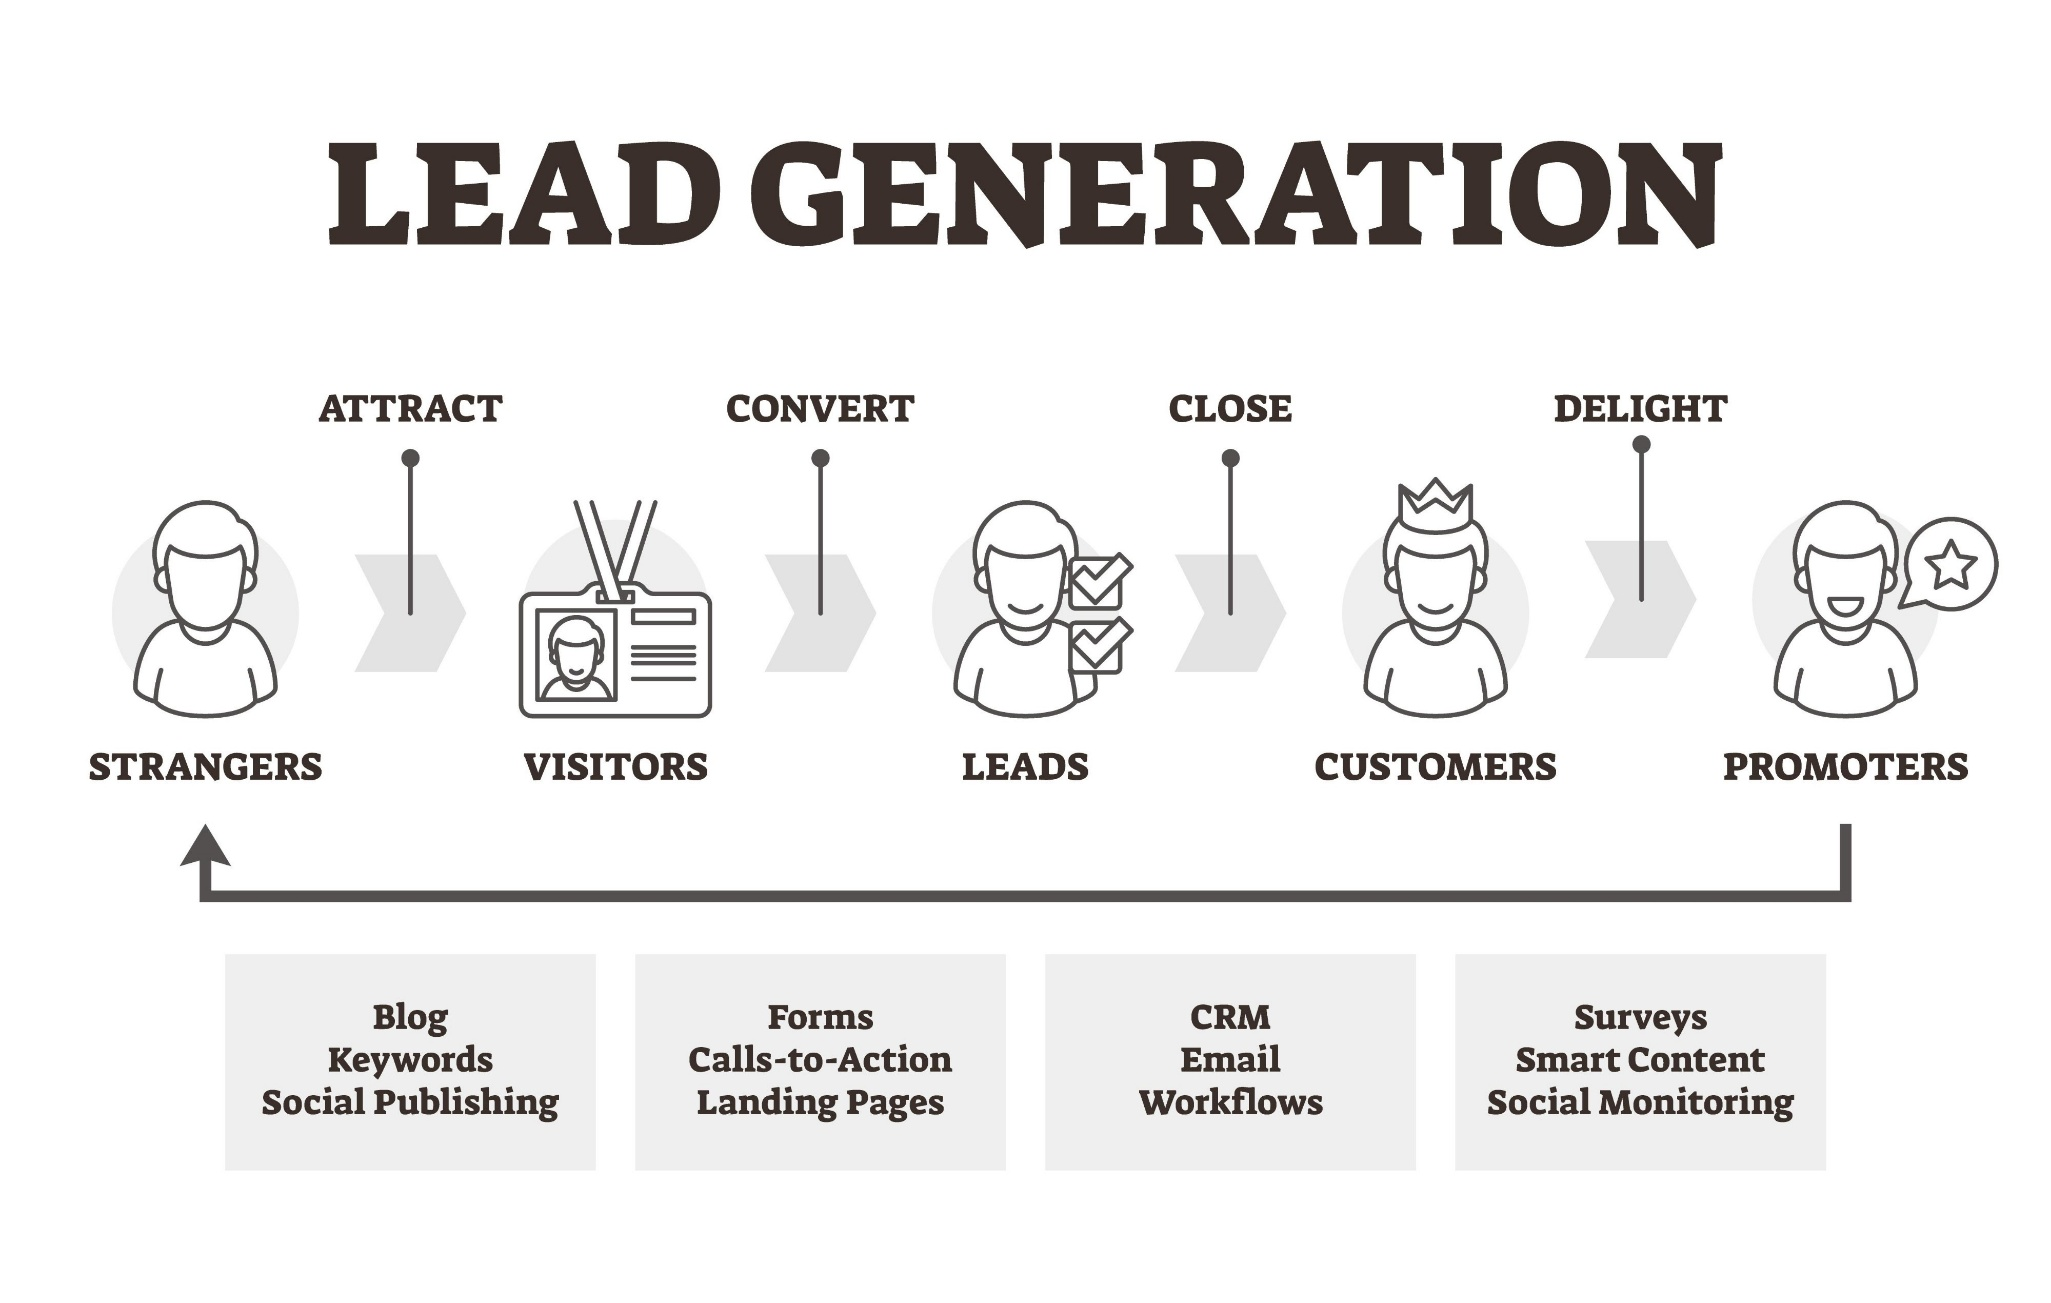 LEAD GENERATION
ATTRACT
CONVERT
CLOSE
DELIGHT
STRANGERS
VISITORS
LEADS
CUSTOMERS
PROMOTERS
Blog
Keywords
Social Publishing
Forms
Calls-to-Action
Landing Pages
CRM
Email
Workflows
Surveys
Smart Content
Social Monitoring